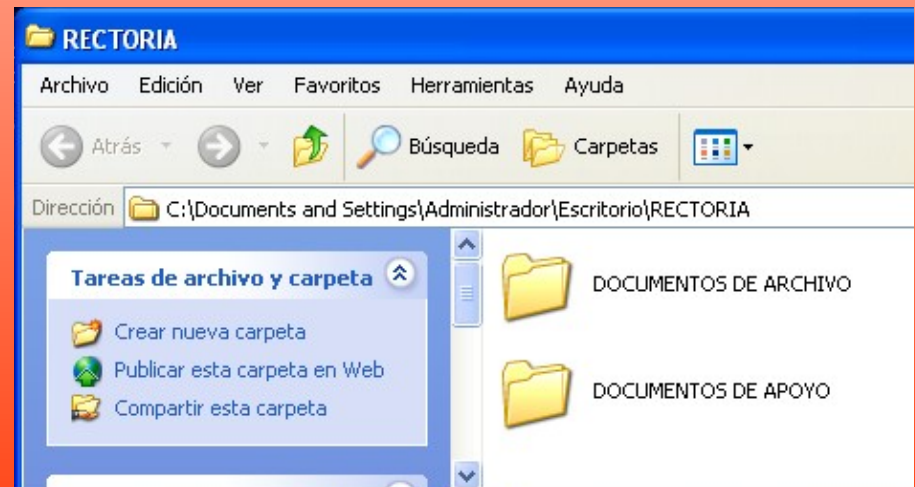 RECTORIA
Archivo Edición Ver Favoritos Herramientas Ayuda
Atrás Búsqueda Carpetas
Dirección C:\Documents and Settings\Administrador\Escritorio\RECTORIA
Tareas de archivo y carpeta
Crear nueva carpeta
Publicar esta carpeta en Web
Compartir esta carpeta
DOCUMENTOS DE ARCHIVO
DOCUMENTOS DE APOYO